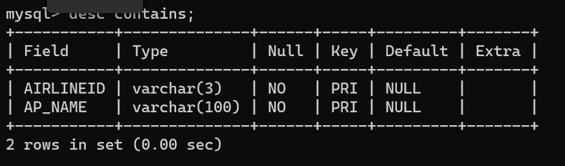 mysql> desc contains;
+-----------+--------------+------+-----+---------+-------+
| Field     | Type         | Null | Key | Default | Extra |
+-----------+--------------+------+-----+---------+-------+
| AIRLINEID | varchar(3)   | NO   | PRI | NULL    |       |
| AP_NAME   | varchar(100) | NO   | PRI | NULL    |       |
+-----------+--------------+------+-----+---------+-------+
2 rows in set (0.00 sec)